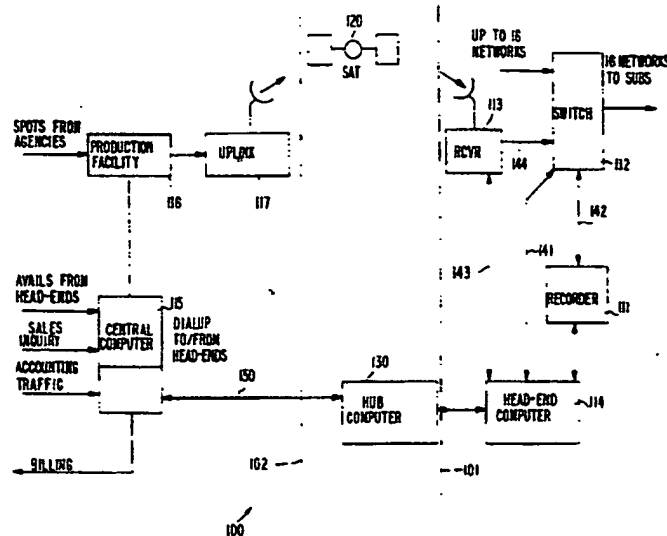 120
SAT
UP TO 16
NETWORKS
16 NETWORKS
TO SUBS
SPOTS FROM
AGENCIES
PRODUCTION
FACILITY
116
UPLINK
117
113
RCVR
144
SWITCH
112
142
141
143
RECORDER
111
AVAILS FROM
HEAD-ENDS
SALES
INQUIRY
ACCOUNTING
TRAFFIC
115
CENTRAL
COMPUTER
DIALUP
TO/FROM
HEAD-ENDS
150
130
HUB
COMPUTER
HEAD-END
COMPUTER
114
BILLING
102
101
100